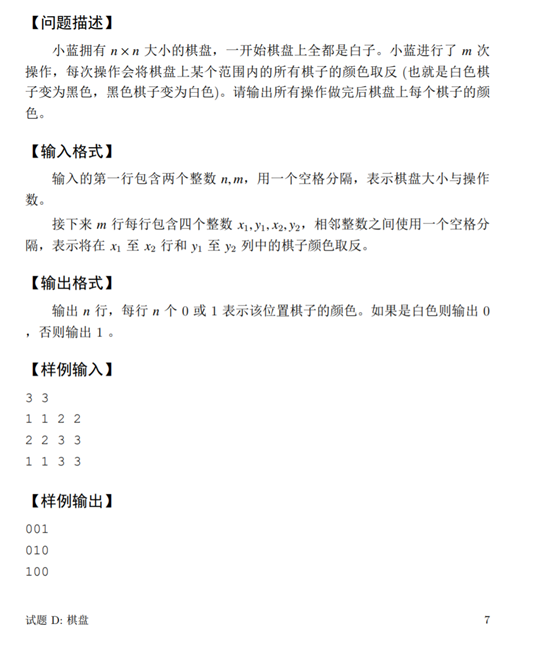 【问题描述】
小蓝拥有 n × n 大小的棋盘，一开始棋盘上全都是白子。小蓝进行了 m 次
操作，每次操作会将棋盘上某个范围内的所有棋子的颜色取反 (也就是白色棋
子变为黑色，黑色棋子变为白色)。请输出所有操作做完后棋盘上每个棋子的颜
色。
【输入格式】
输入的第一行包含两个整数 n, m，用一个空格分隔，表示棋盘大小与操作
数。
接下来 m 行每行包含四个整数 x₁, y₁, x₂, y₂，相邻整数之间使用一个空格分
隔，表示将在 x₁ 至 x₂ 行和 y₁ 至 y₂ 列中的棋子颜色取反。
【输出格式】
输出 n 行，每行 n 个 0 或 1 表示该位置棋子的颜色。如果是白色则输出 0
，否则输出 1 。
【样例输入】
3 3
1 1 2 2
2 2 3 3
1 1 3 3
【样例输出】
001
010
100
试题 D: 棋盘 7